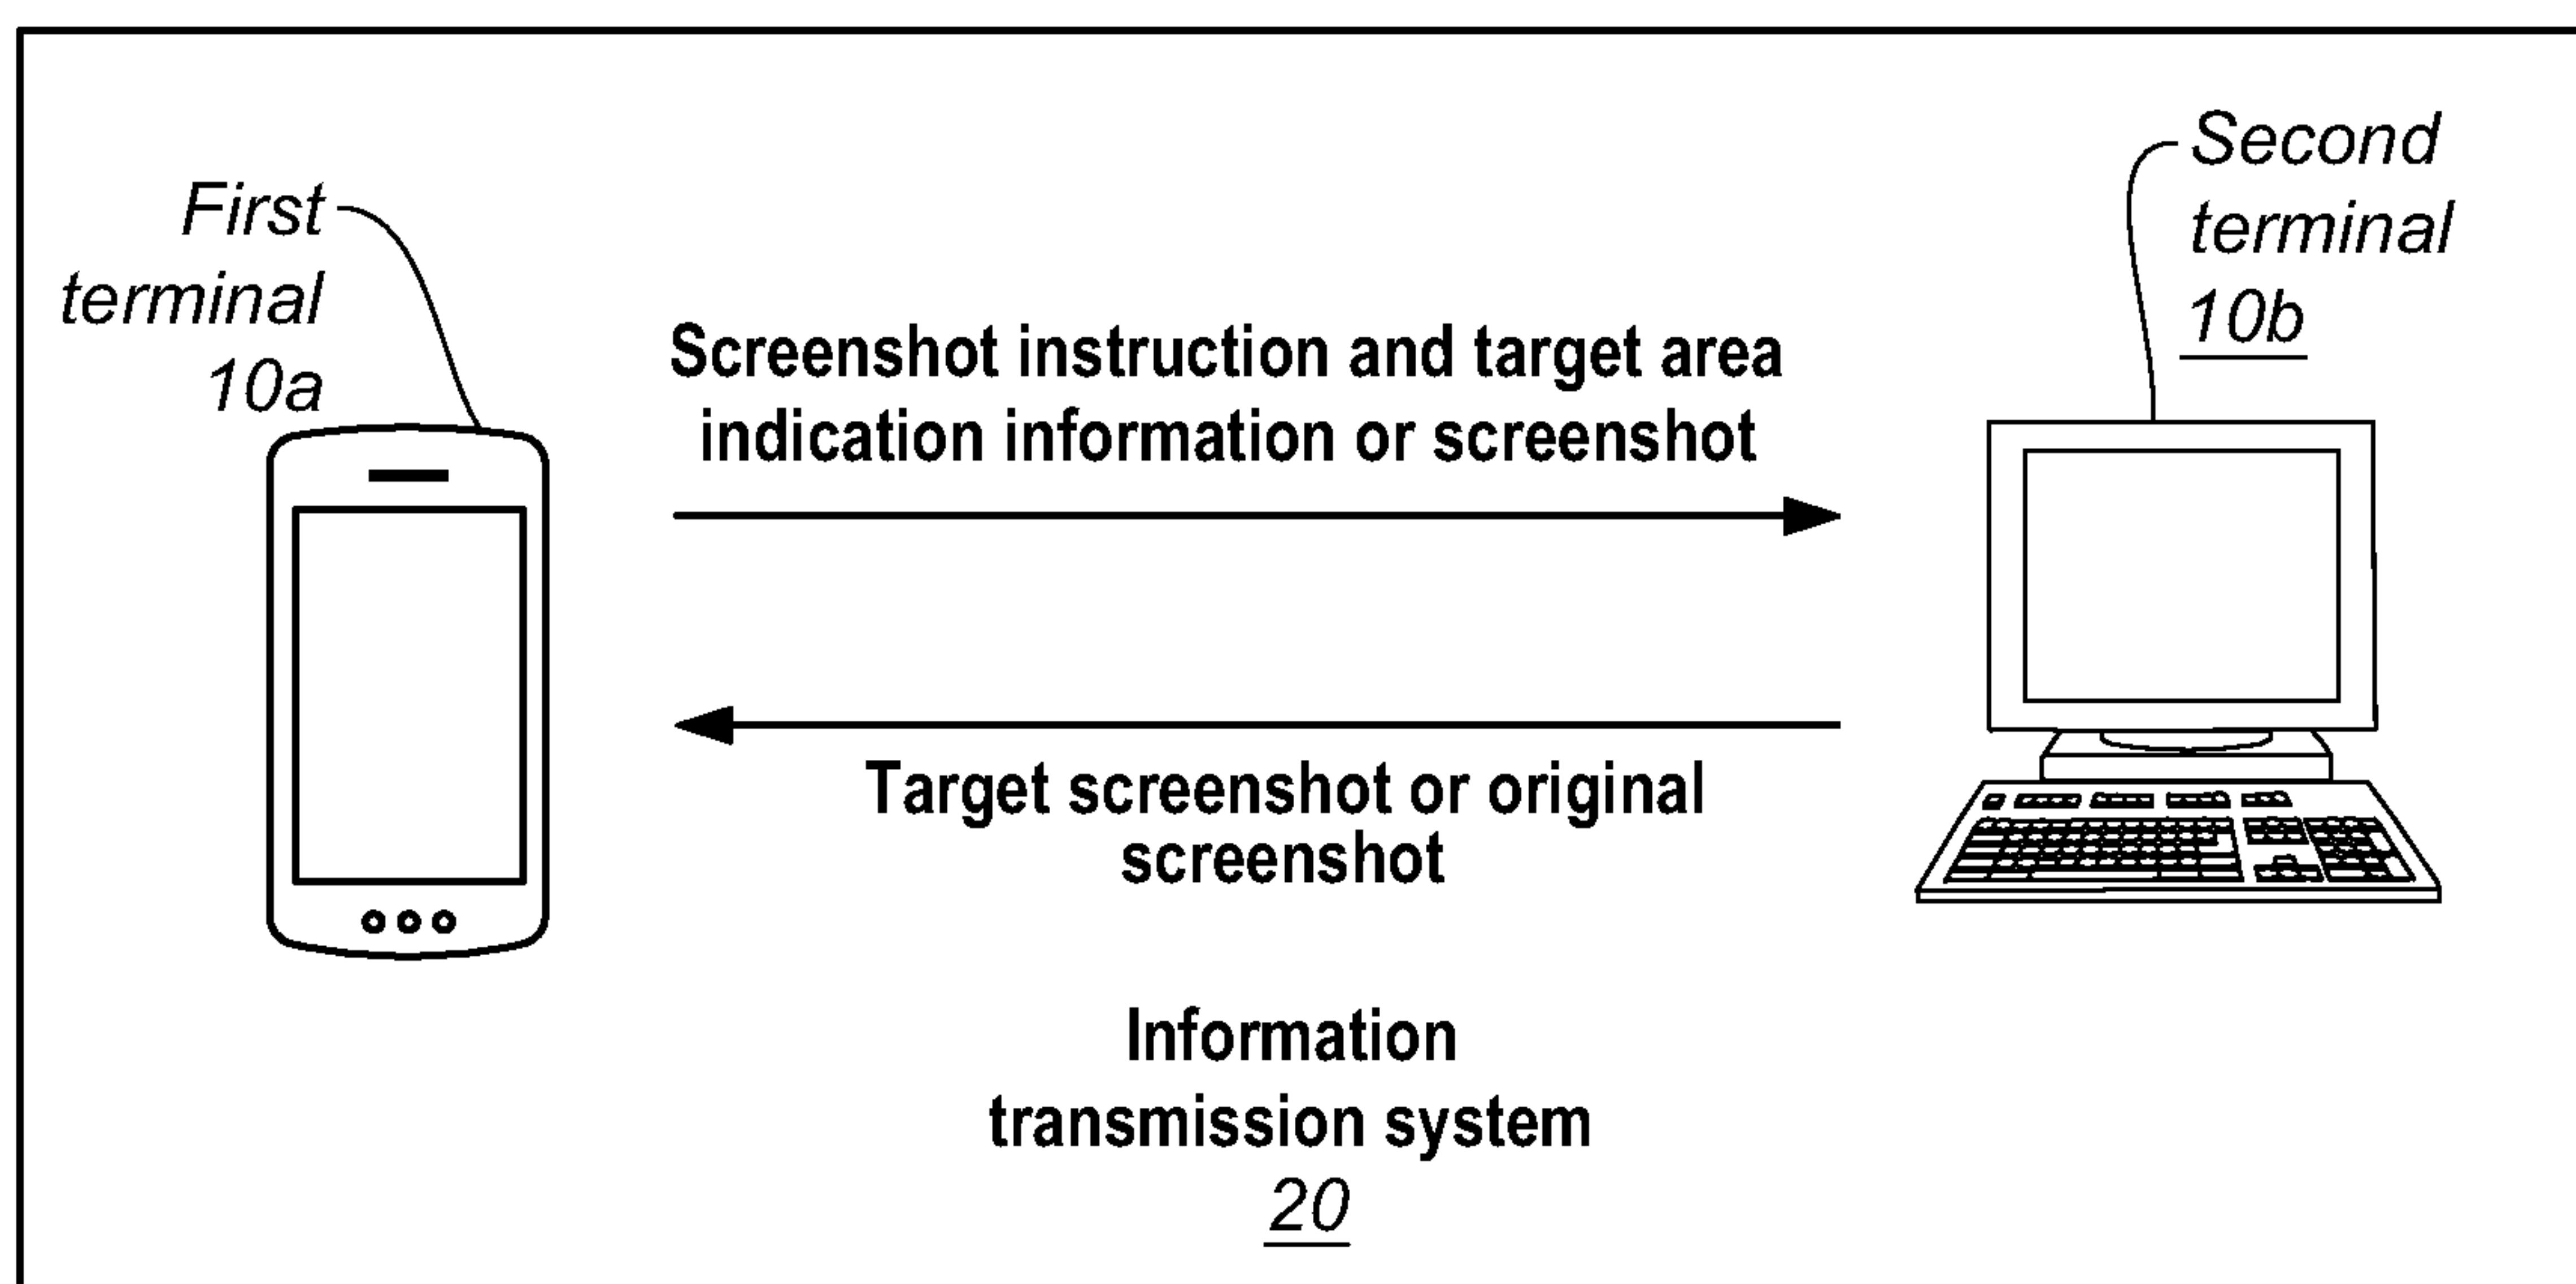 First
terminal
10a
Second
terminal
10b
Screenshot instruction and target area
indication information or screenshot
Target screenshot or original
screenshot
Information
transmission system
20